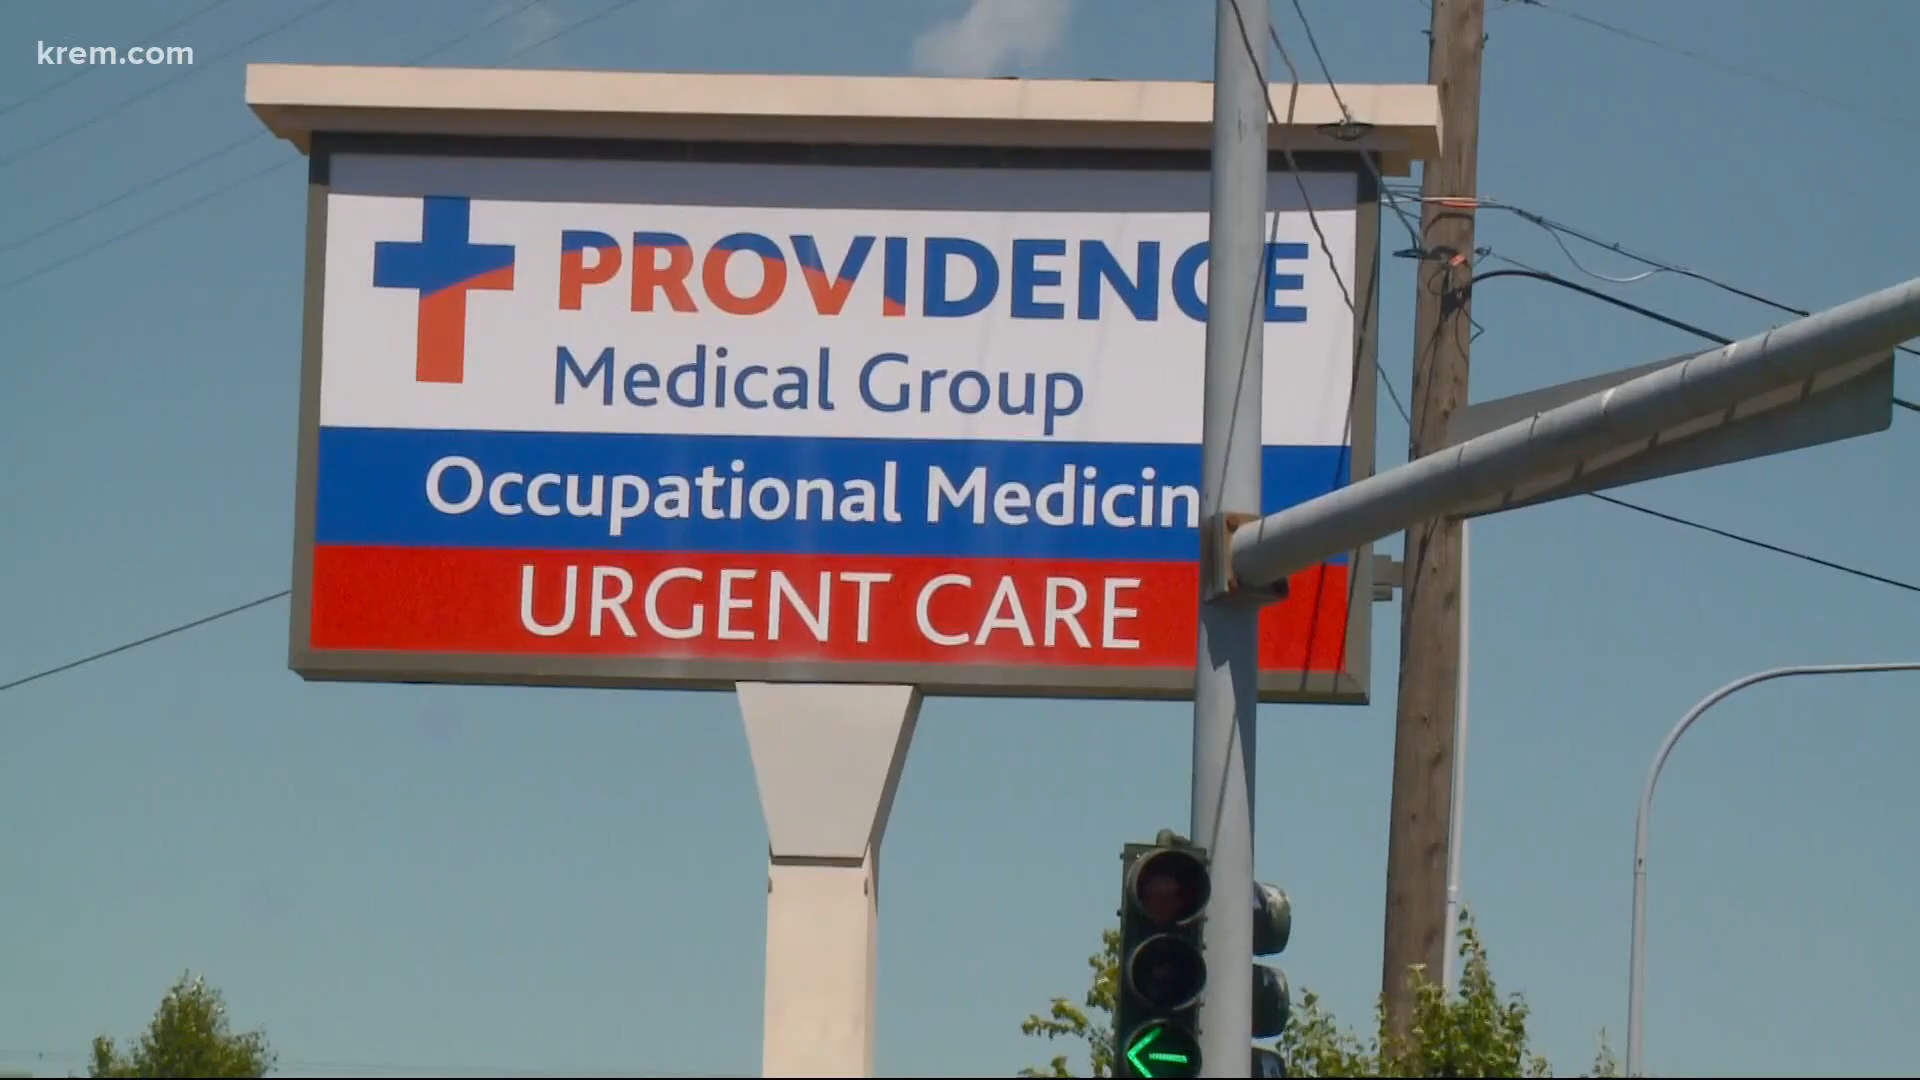 krem.com
PROVIDENCE
Medical Group
Occupational Medicin
URGENT CARE